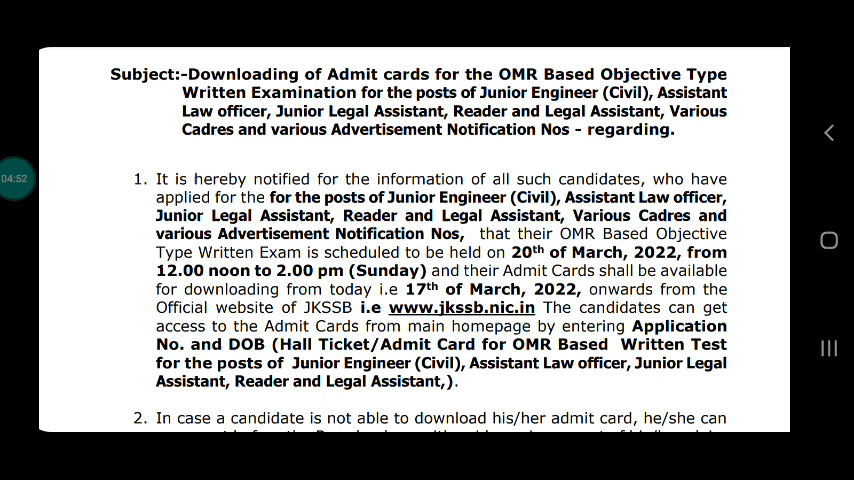 Subject:-Downloading of Admit cards for the OMR Based Objective Type
Written Examination for the posts of Junior Engineer (Civil), Assistant
Law officer, Junior Legal Assistant, Reader and Legal Assistant, Various
Cadres and various Advertisement Notification Nos - regarding.
04:52
1. It is hereby notified for the information of all such candidates, who have
applied for the for the posts of Junior Engineer (Civil), Assistant Law officer,
Junior Legal Assistant, Reader and Legal Assistant, Various Cadres and
various Advertisement Notification Nos, that their OMR Based Objective
Type Written Exam is scheduled to be held on 20th of March, 2022, from
12.00 noon to 2.00 pm (Sunday) and their Admit Cards shall be available
for downloading from today i.e 17th of March, 2022, onwards from the
Official website of JKSSB i.e www.jkssb.nic.in The candidates can get
access to the Admit Cards from main homepage by entering Application
No. and DOB (Hall Ticket/Admit Card for OMR Based Written Test
for the posts of Junior Engineer (Civil), Assistant Law officer, Junior Legal
Assistant, Reader and Legal Assistant,).
2. In case a candidate is not able to download his/her admit card, he/she can